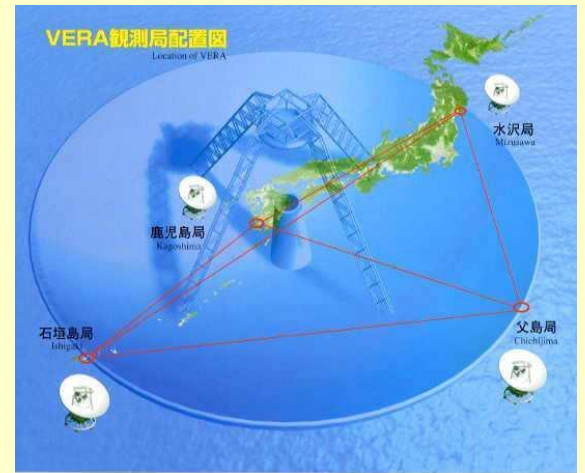 VERA観測局配置図
Location of VERA
水沢局
Mizusawa
鹿児島局
Kagoshima
石垣島局
Ishigaki
父島局
Chichijima